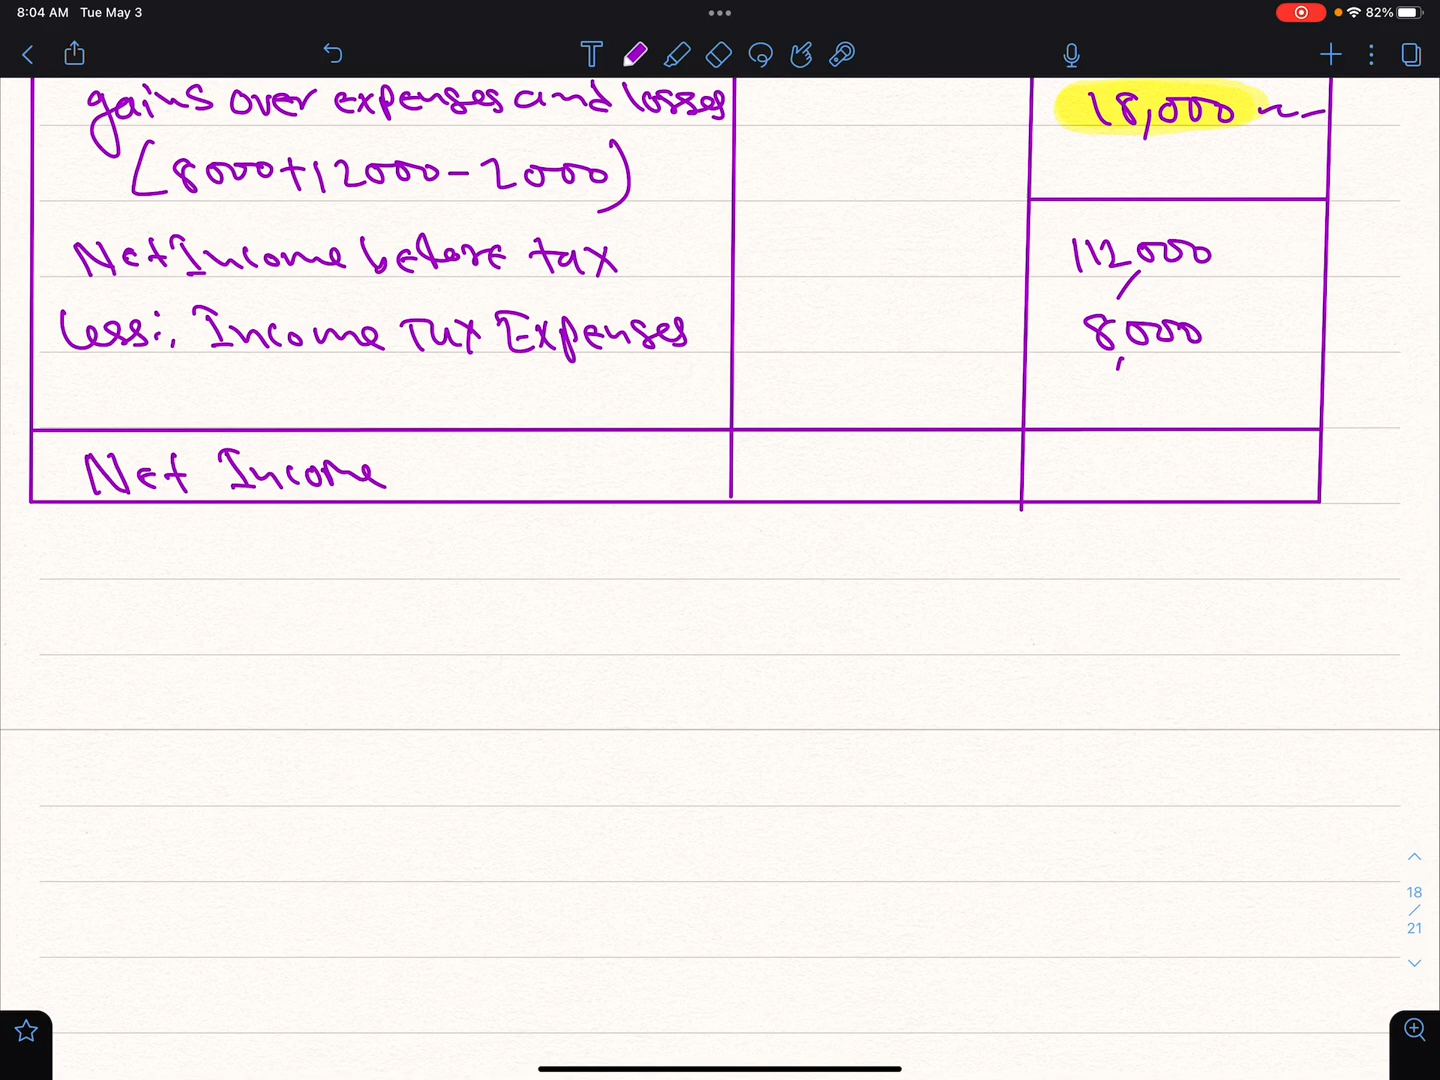 8:04 AM Tue May 3
82%
T
gains over expenses and losses 18,000
(8000+12000-2000)
Net Income before tax 112,000
Less:, Income Tax Expenses 8,000
Net Income
18
/
21